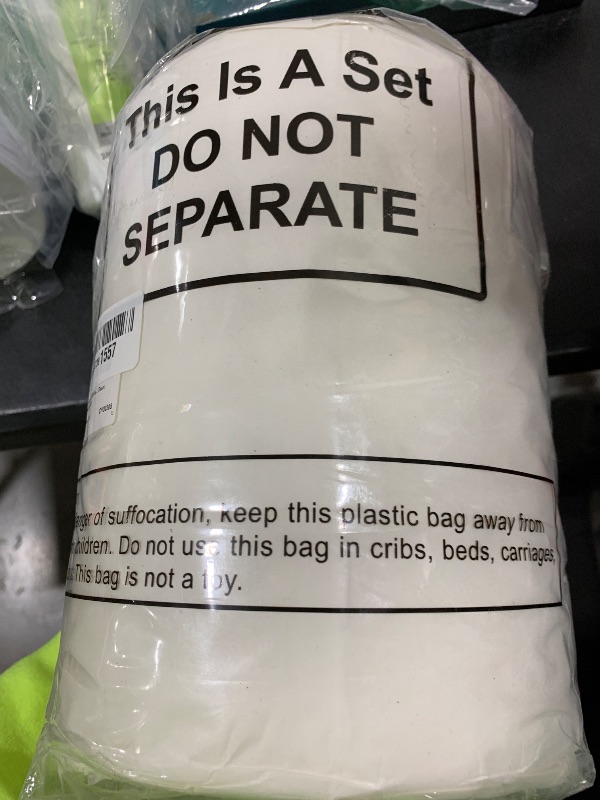 This Is A Set
DO NOT
SEPARATE
1557
of suffocation, keep this plastic bag away from
children. Do not use this bag in cribs, beds, carriages,
This bag is not a toy.